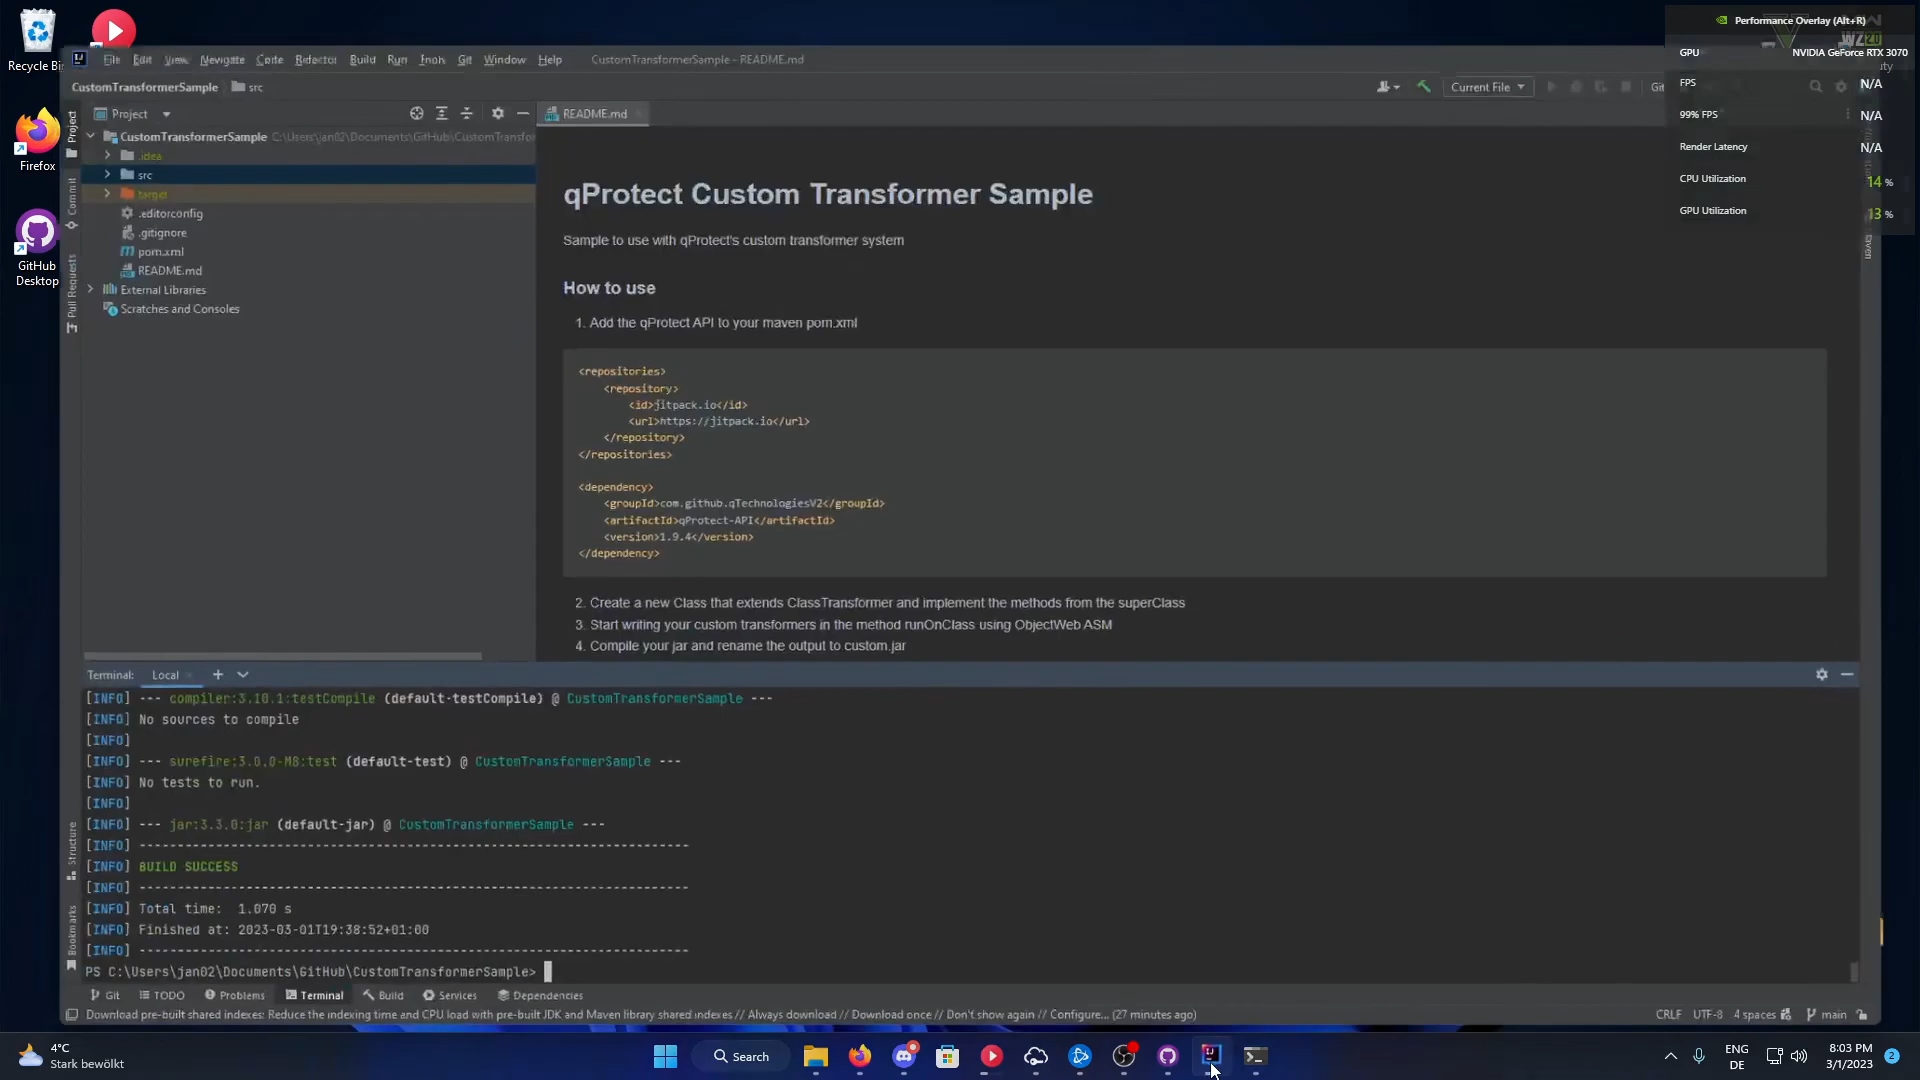 Recycle Bi
Firefox
GitHub
Desktop
File Edit View Navigate Code Refactor Build Run Tools Git Window Help CustomTransformerSample - README.md
CustomTransformerSample src
Current File
Git
Performance Overlay (Alt+R)
GPU NVIDIA GeForce RTX 3070
FPS N/A
99% FPS N/A
Render Latency N/A
CPU Utilization 14 %
GPU Utilization 13 %
Project
Commit
Pull Requests
Structure
Bookmarks
Project
CustomTransformerSample C:\Users\jan02\Documents\GitHub\CustomTransfor
.idea
src
target
.editorconfig
.gitignore
pom.xml
README.md
External Libraries
Scratches and Consoles
README.md
qProtect Custom Transformer Sample
Sample to use with qProtect's custom transformer system
How to use
1. Add the qProtect API to your maven pom.xml
<repositories>
<repository>
<id>jitpack.io</id>
<url>https://jitpack.io</url>
</repository>
</repositories>
<dependency>
<groupId>com.github.qTechnologiesV2</groupId>
<artifactId>qProtect-API</artifactId>
<version>1.9.4</version>
</dependency>
2. Create a new Class that extends ClassTransformer and implement the methods from the superClass
3. Start writing your custom transformers in the method runOnClass using ObjectWeb ASM
4. Compile your jar and rename the output to custom.jar
Terminal: Local
[INFO] --- compiler:3.10.1:testCompile (default-testCompile) @ CustomTransformerSample ---
[INFO] No sources to compile
[INFO]
[INFO] --- surefire:3.0.0-M8:test (default-test) @ CustomTransformerSample ---
[INFO] No tests to run.
[INFO]
[INFO] --- jar:3.3.0:jar (default-jar) @ CustomTransformerSample ---
[INFO] ------------------------------------------------------------------------
[INFO] BUILD SUCCESS
[INFO] ------------------------------------------------------------------------
[INFO] Total time:  1.070 s
[INFO] Finished at: 2023-03-01T19:38:52+01:00
[INFO] ------------------------------------------------------------------------
PS C:\Users\jan02\Documents\GitHub\CustomTransformerSample>
Git TODO Problems Terminal Build Services Dependencies
Download pre-built shared indexes: Reduce the indexing time and CPU load with pre-built JDK and Maven library shared indexes // Always download // Download once // Don't show again // Configure... (27 minutes ago)
CRLF UTF-8 4 spaces main
4°C
Stark bewölkt
Search
ENG
DE
8:03 PM
3/1/2023
2